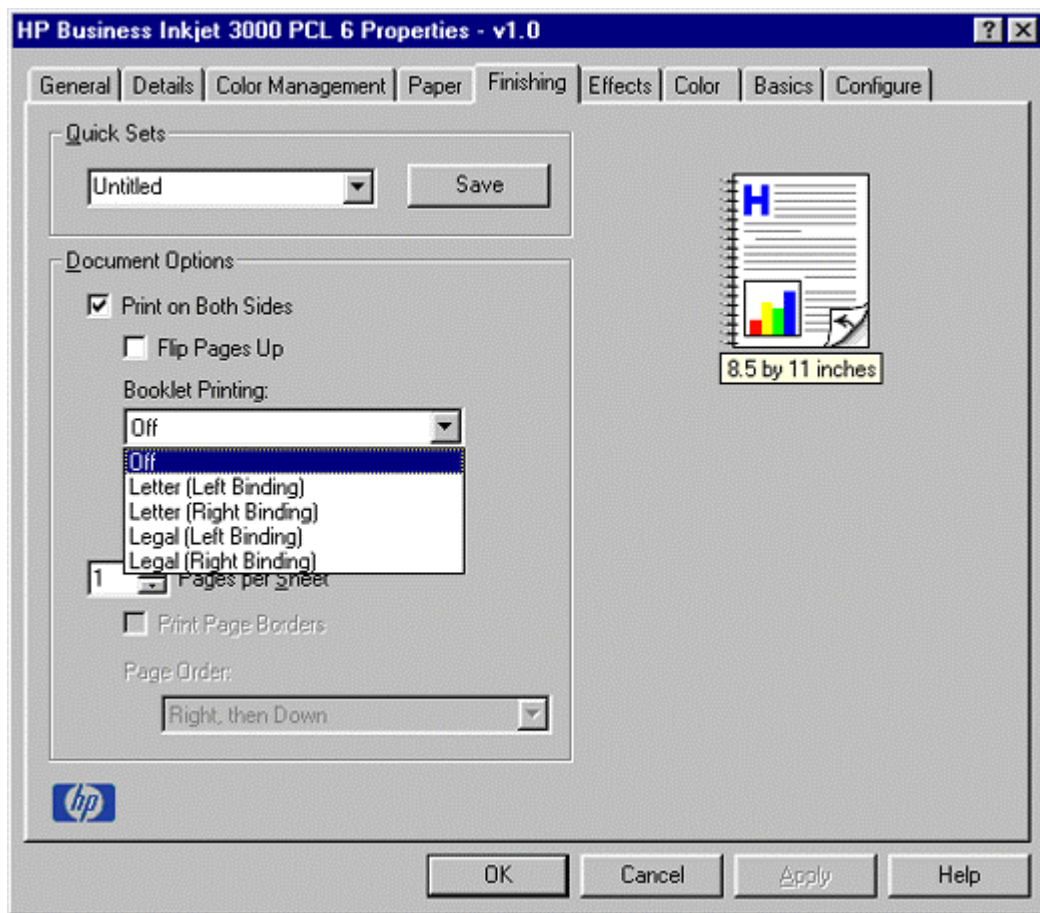 HP Business Inkjet 3000 PCL 6 Properties - v1.0
General Details Color Management Paper Finishing Effects Color Basics Configure
Quick Sets
Untitled Save
Document Options
Print on Both Sides
Flip Pages Up
Booklet Printing:
Off
Off
Letter (Left Binding)
Letter (Right Binding)
Legal (Left Binding)
Legal (Right Binding)
1 Pages per Sheet
Print Page Borders
Page Order:
Right, then Down
H
8.5 by 11 inches
hp
OK Cancel Apply Help